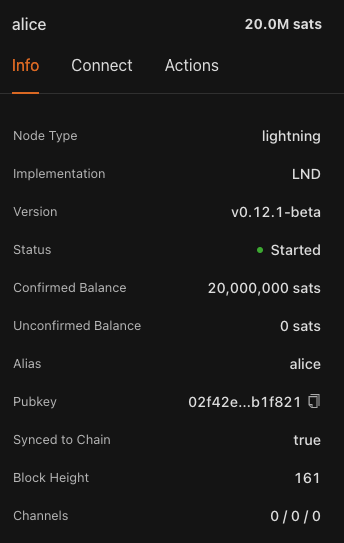 alice 20.0M sats
Info Connect Actions
Node Type lightning
Implementation LND
Version v0.12.1-beta
Status Started
Confirmed Balance 20,000,000 sats
Unconfirmed Balance 0 sats
Alias alice
Pubkey 02f42e...b1f821
Synced to Chain true
Block Height 161
Channels 0 / 0 / 0